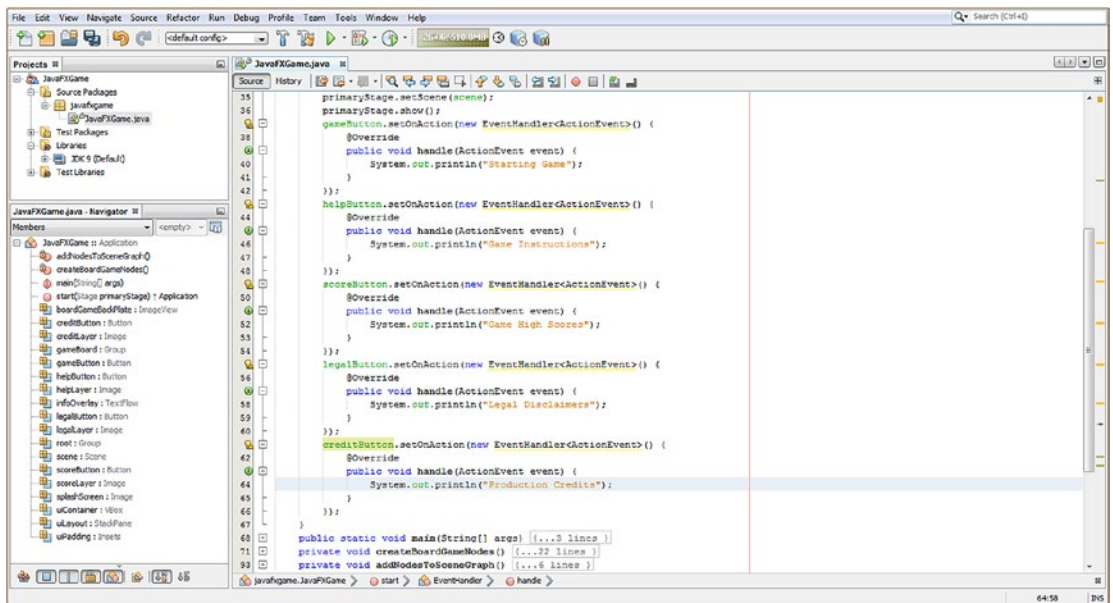 File Edit View Navigate Source Refactor Run Debug Profile Team Tools Window Help
Search (Ctrl+I)
<default config>
Projects
JavaFXGame
Source Packages
javafxgame
JavaFXGame.java
Test Packages
Libraries
JDK 9 (Default)
Test Libraries
JavaFXGame.java - Navigator
Members <empty>
JavaFXGame :: Application
addNodesToSceneGraph()
createBoardGameNodes()
main(String[] args)
start(Stage primaryStage) ↑ Application
boardGameBackPlate : ImageView
creditButton : Button
creditLayer : Image
gameBoard : Group
gameButton : Button
helpButton : Button
helpLayer : Image
infoOverlay : TextFlow
legalButton : Button
legalLayer : Image
root : Group
scene : Scene
scoreButton : Button
scoreLayer : Image
splashScreen : Image
uiContainer : VBox
uiLayout : StackPane
uiPadding : Insets
JavaFXGame.java
Source History
35 primaryStage.setScene(scene);
36 primaryStage.show();
gameButton.setOnAction(new EventHandler<ActionEvent>() {
38 @Override
public void handle(ActionEvent event) {
40 System.out.println("Starting Game");
41 }
42 });
helpButton.setOnAction(new EventHandler<ActionEvent>() {
44 @Override
public void handle(ActionEvent event) {
46 System.out.println("Game Instructions");
47 }
48 });
scoreButton.setOnAction(new EventHandler<ActionEvent>() {
50 @Override
public void handle(ActionEvent event) {
52 System.out.println("Game High Scores");
53 }
54 });
legalButton.setOnAction(new EventHandler<ActionEvent>() {
56 @Override
public void handle(ActionEvent event) {
58 System.out.println("Legal Disclaimers");
59 }
60 });
creditButton.setOnAction(new EventHandler<ActionEvent>() {
62 @Override
public void handle(ActionEvent event) {
64 System.out.println("Production Credits");
65 }
66 });
67 }
68 public static void main(String[] args) {...3 lines }
71 private void createBoardGameNodes() {...22 lines }
93 private void addNodesToSceneGraph() {...6 lines }
javafxgame.JavaFXGame start EventHandler handle
64:58 INS